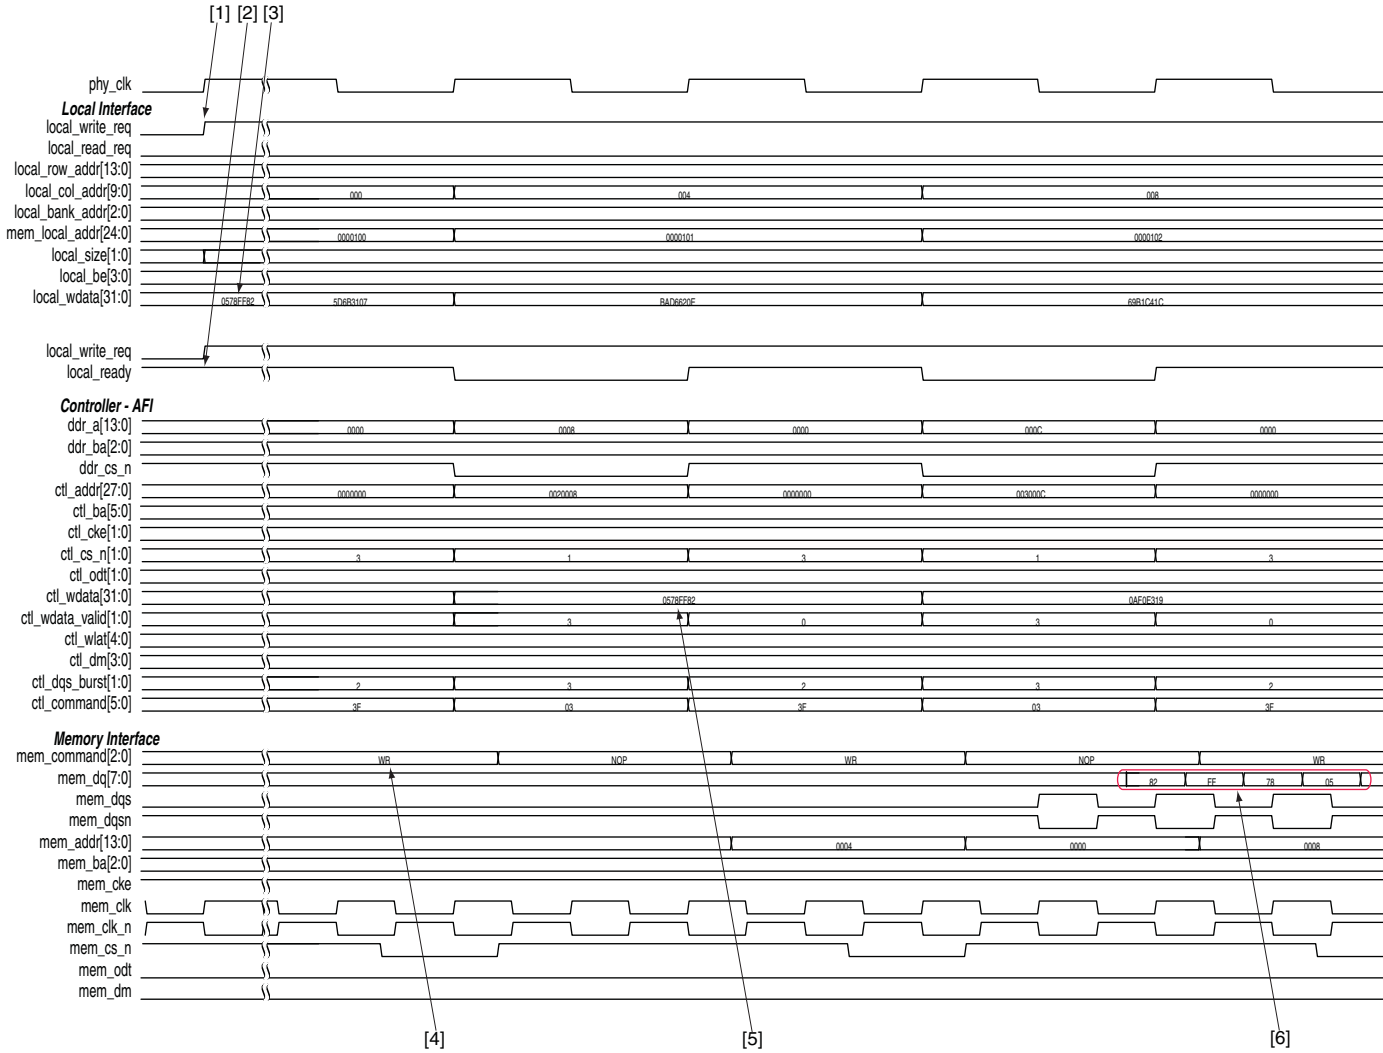 [1] [2] [3]
phy_clk
Local Interface
local_write_req
local_read_req
local_row_addr[13:0]
local_col_addr[9:0] 000 004 008
local_bank_addr[2:0]
mem_local_addr[24:0] 0000100 0000101 0000102
local_size[1:0]
local_be[3:0]
local_wdata[31:0] 0578FF82 5D6B3107 BAD6620E 69B1C41C
local_write_req
local_ready
Controller - AFI
ddr_a[13:0] 0000 0008 0000 000C 0000
ddr_ba[2:0]
ddr_cs_n
ctl_addr[27:0] 0000000 0020008 0000000 003000C 0000000
ctl_ba[5:0]
ctl_cke[1:0]
ctl_cs_n[1:0] 3 1 3 1 3
ctl_odt[1:0]
ctl_wdata[31:0] 0578FF82 0AF0E319
ctl_wdata_valid[1:0] 3 0 3 0
ctl_wlat[4:0]
ctl_dm[3:0]
ctl_dqs_burst[1:0] 2 3 2 3 2
ctl_command[5:0] 3F 03 3F 03 3F
Memory Interface
mem_command[2:0] WR NOP WR NOP WR
mem_dq[7:0] 82 FF 78 05
mem_dqs
mem_dqsn
mem_addr[13:0] 0004 0000 0008
mem_ba[2:0]
mem_cke
mem_clk
mem_clk_n
mem_cs_n
mem_odt
mem_dm
[4] [5] [6]